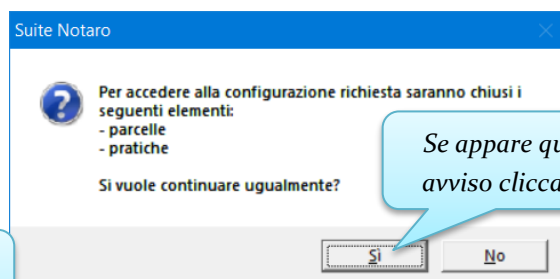 Suite Notaro
Per accedere alla configurazione richiesta saranno chiusi i
seguenti elementi:
- parcelle
- pratiche
Si vuole continuare ugualmente?
Se appare qu
avviso clicca
Sì
No